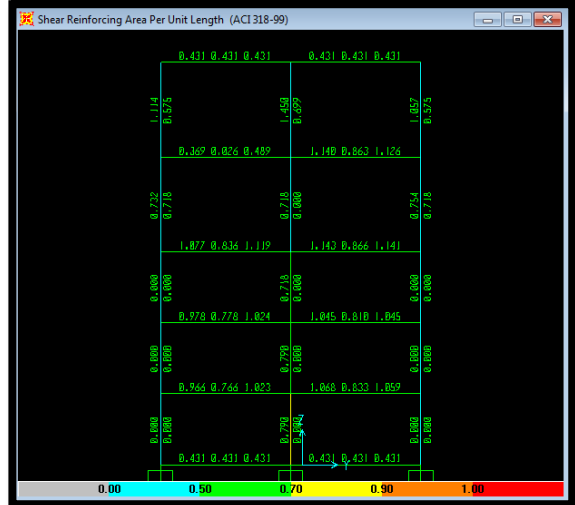 Shear Reinforcing Area Per Unit Length (ACI 318-99)
0.431 0.431 0.431 0.431 0.431 0.431
1.114 0.575 1.450 0.699 1.057 0.575
0.369 0.026 0.489 1.140 0.863 1.126
0.732 0.718 0.718 0.000 0.754 0.718
1.077 0.836 1.119 1.143 0.866 1.141
0.000 0.000 0.718 0.000 0.000 0.000
0.978 0.778 1.024 1.045 0.810 1.045
0.000 0.000 0.790 0.000 0.000 0.000
0.966 0.766 1.023 1.068 0.833 1.059
0.000 0.000 0.790 0.000 0.000 0.000
0.431 0.431 0.431 0.431 0.431 0.431
Y
0.00 0.50 0.70 0.90 1.00